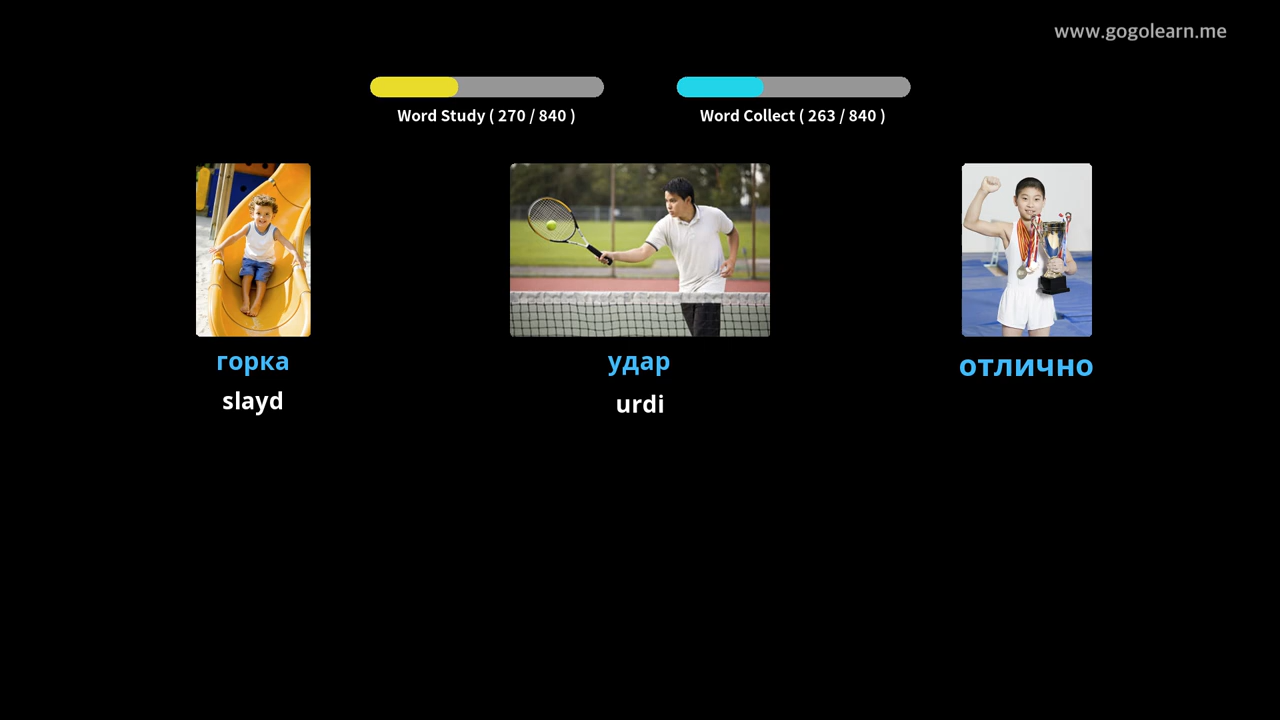 www.gogolearn.me
Word Study ( 270 / 840 )
Word Collect ( 263 / 840 )
горка
удар
отлично
slayd
urdi